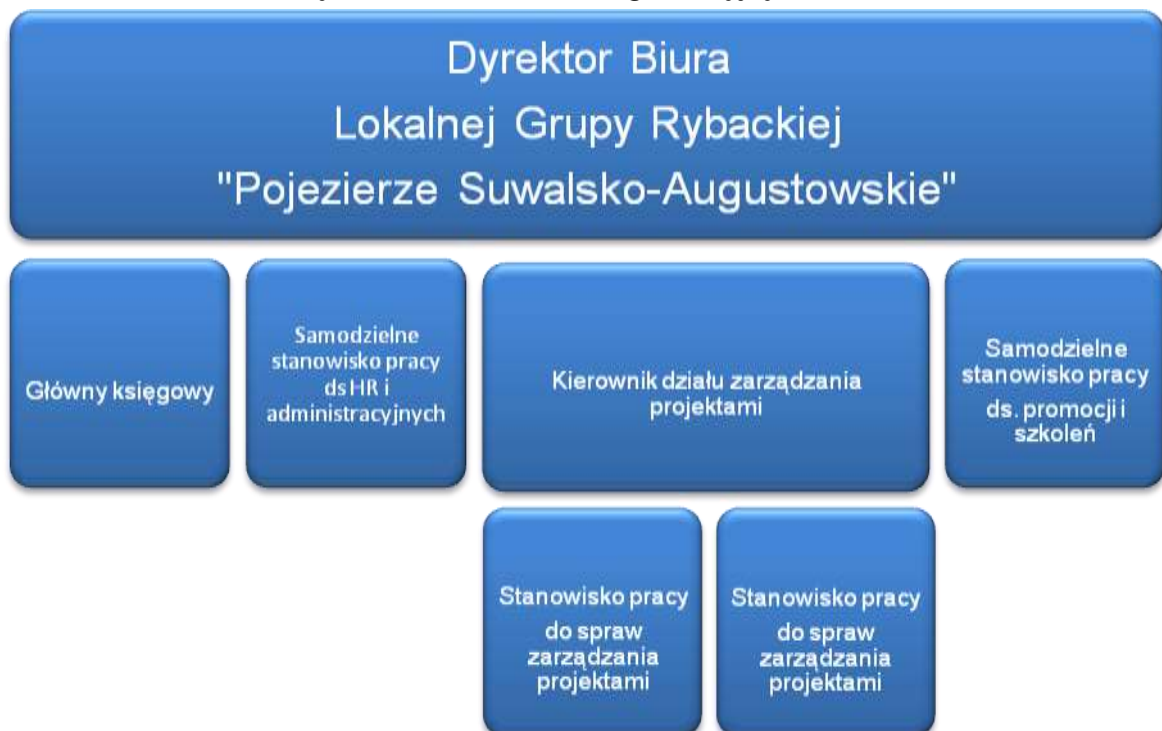 Dyrektor Biura
Lokalnej Grupy Rybackiej
"Pojezierze Suwalsko-Augustowskie"
Główny księgowy
Samodzielne
stanowisko pracy
ds HR i
administracyjnych
Kierownik działu zarządzania
projektami
Samodzielne
stanowisko pracy
ds. promocji i
szkoleń
Stanowisko pracy
do spraw
zarządzania
projektami
Stanowisko pracy
do spraw
zarządzania
projektami